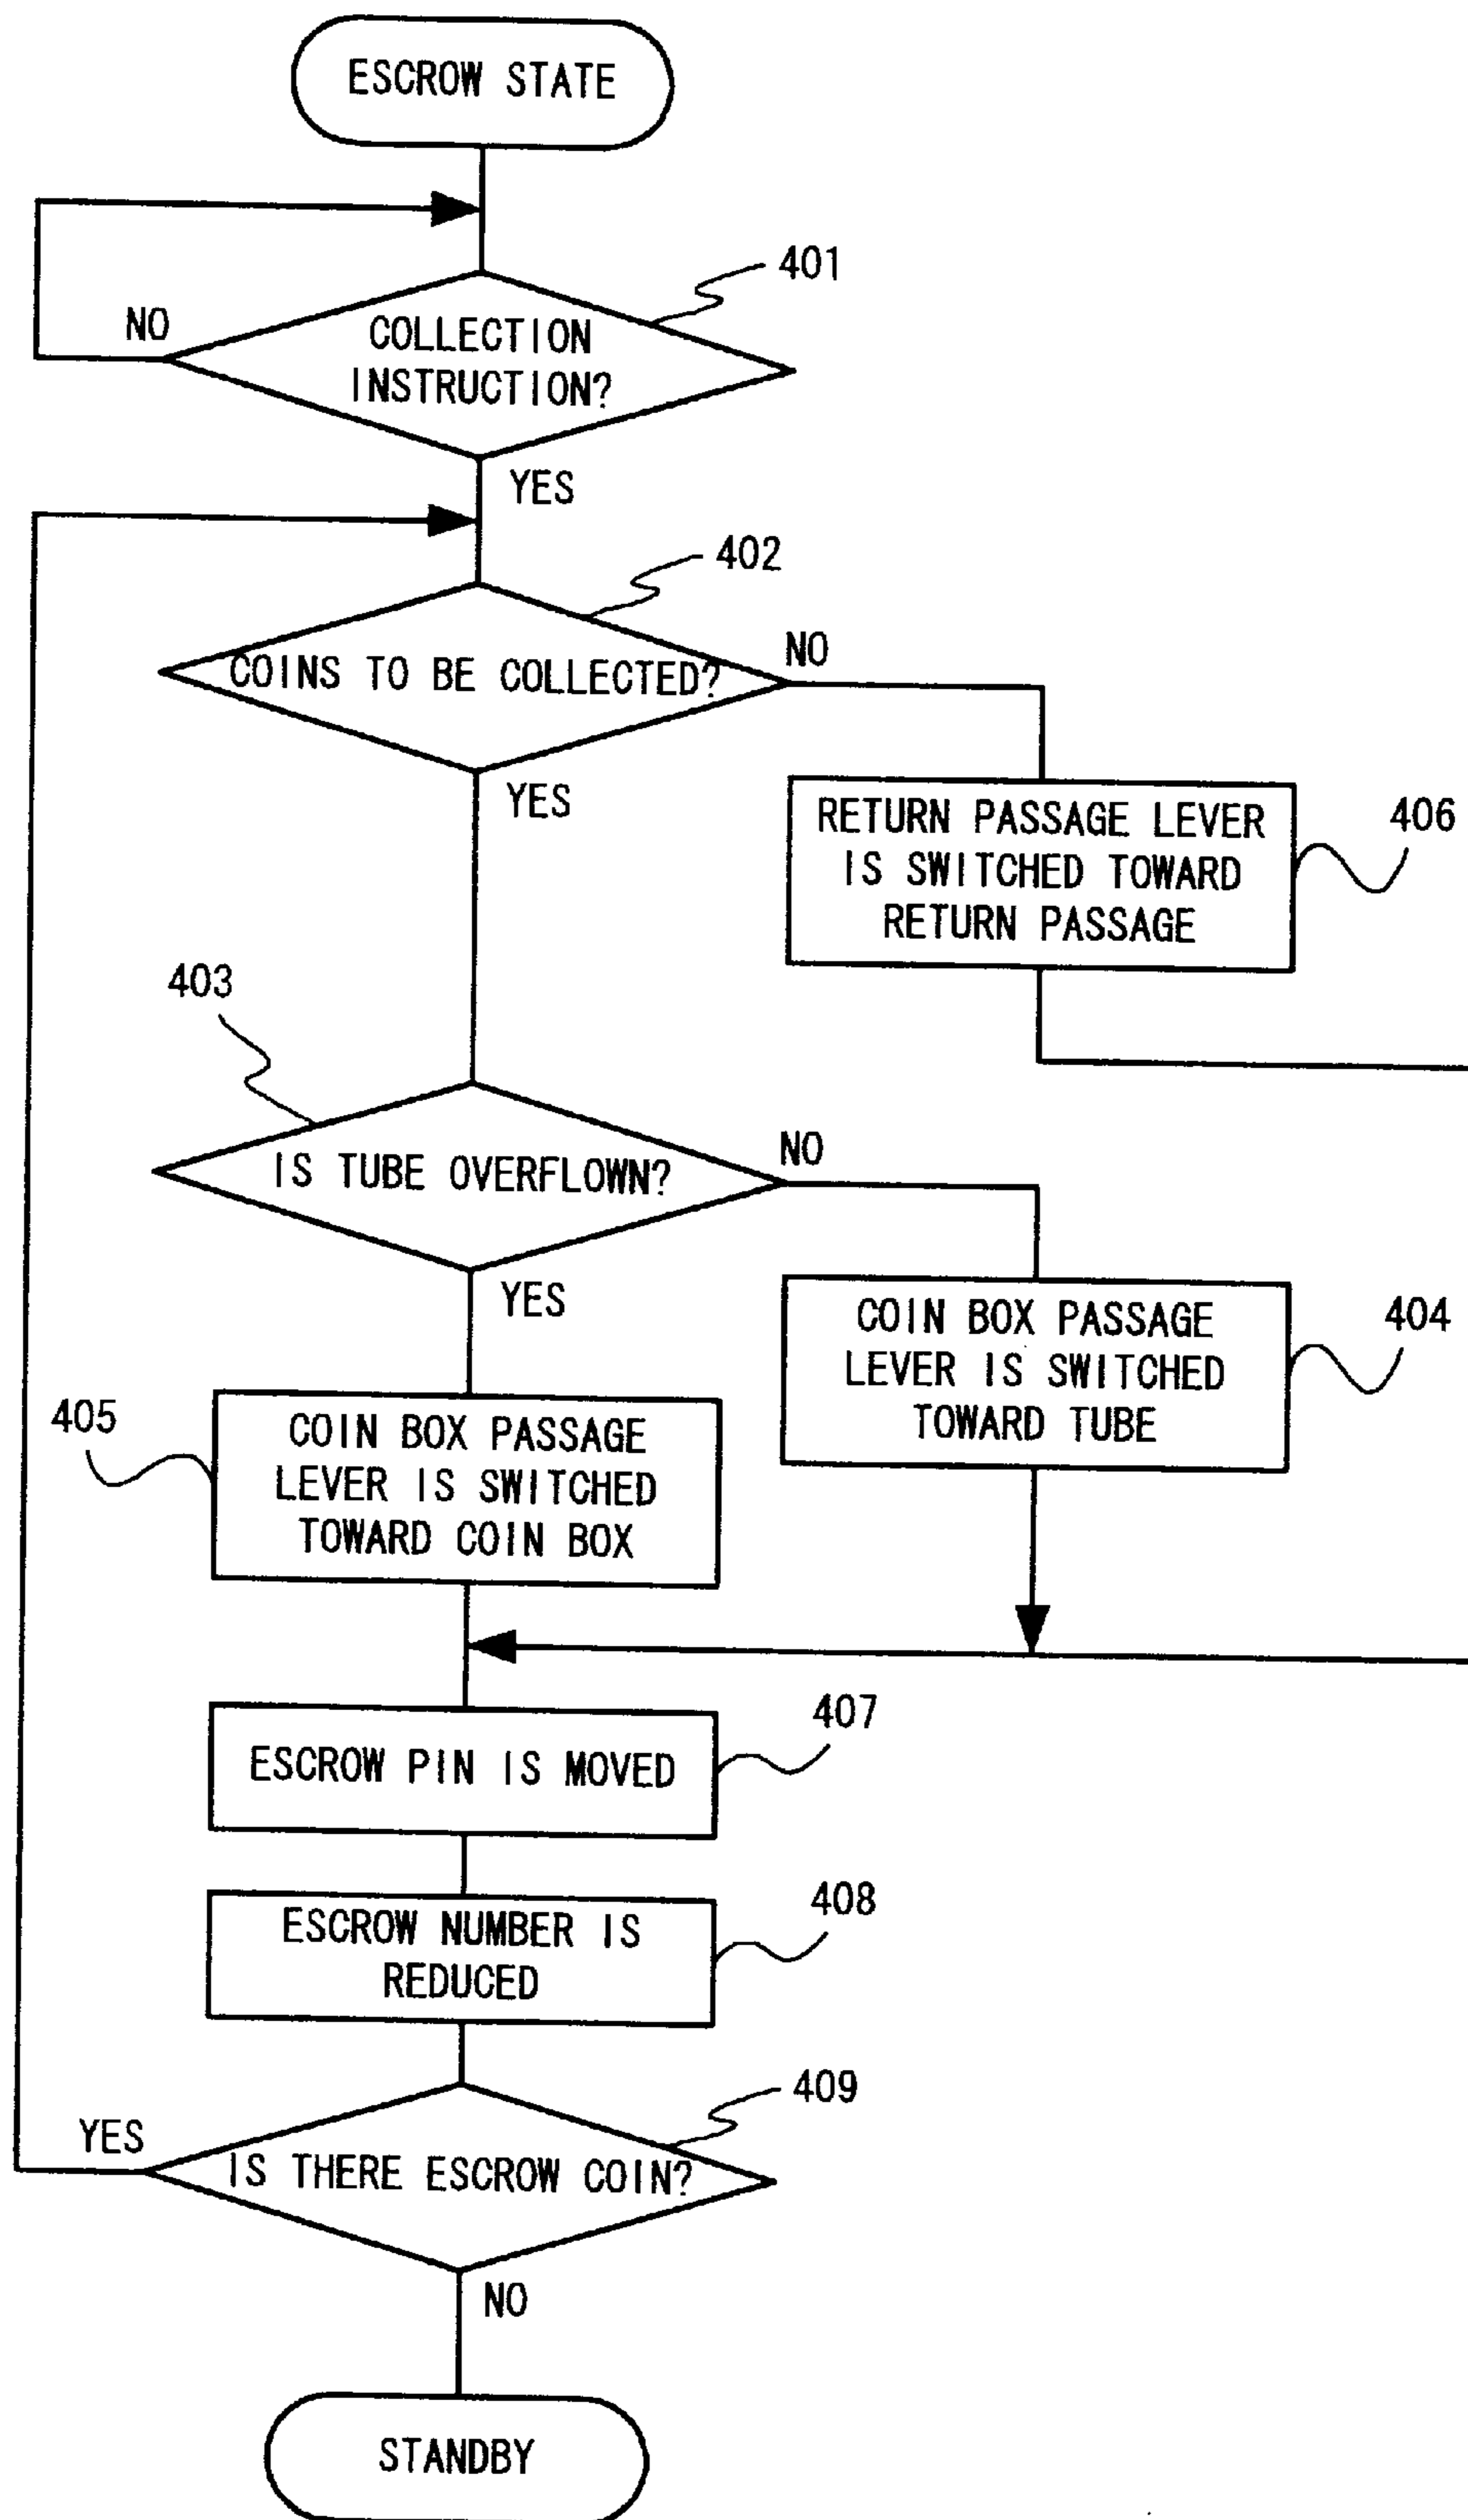 ESCROW STATE
401
NO
COLLECTION
INSTRUCTION?
YES
402
NO
COINS TO BE COLLECTED?
YES
RETURN PASSAGE LEVER
IS SWITCHED TOWARD
RETURN PASSAGE
406
403
NO
IS TUBE OVERFLOWN?
YES
COIN BOX PASSAGE
LEVER IS SWITCHED
TOWARD TUBE
404
405
COIN BOX PASSAGE
LEVER IS SWITCHED
TOWARD COIN BOX
407
ESCROW PIN IS MOVED
408
ESCROW NUMBER IS
REDUCED
409
YES
IS THERE ESCROW COIN?
NO
STANDBY